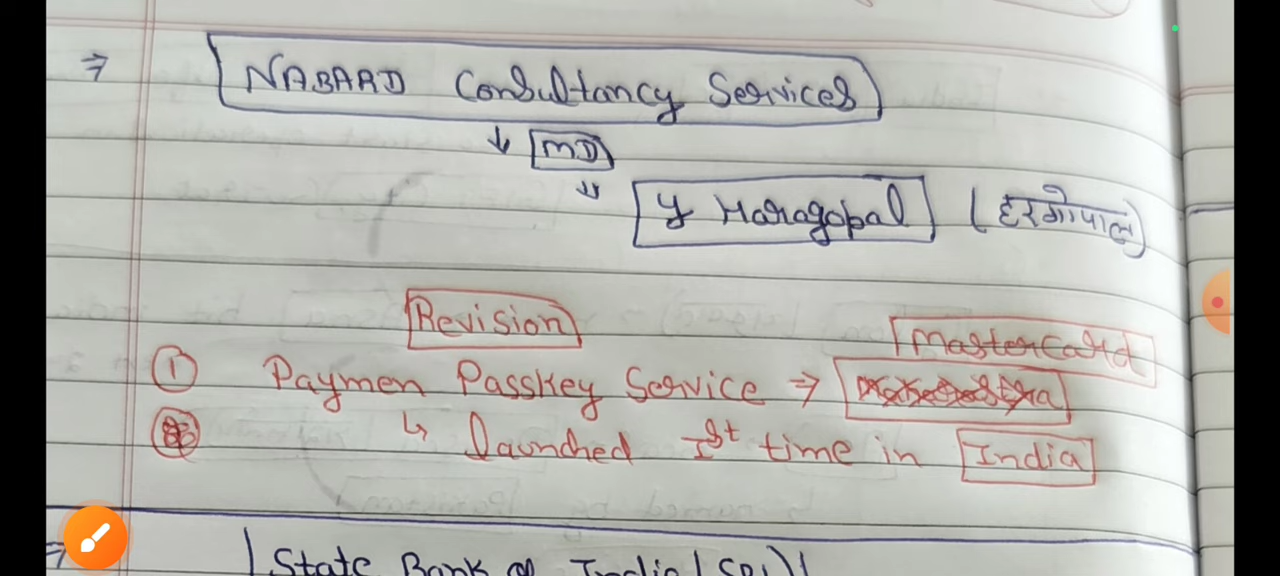 ⇒ NABARD Consultancy Services
↓ MD
Y Haragopal (हरगोपाल)
Revision
Mastercard
① Paymen Passkey Service ⇒
↳ launched Ist time in India
⇒ State Bank of India (SBI)